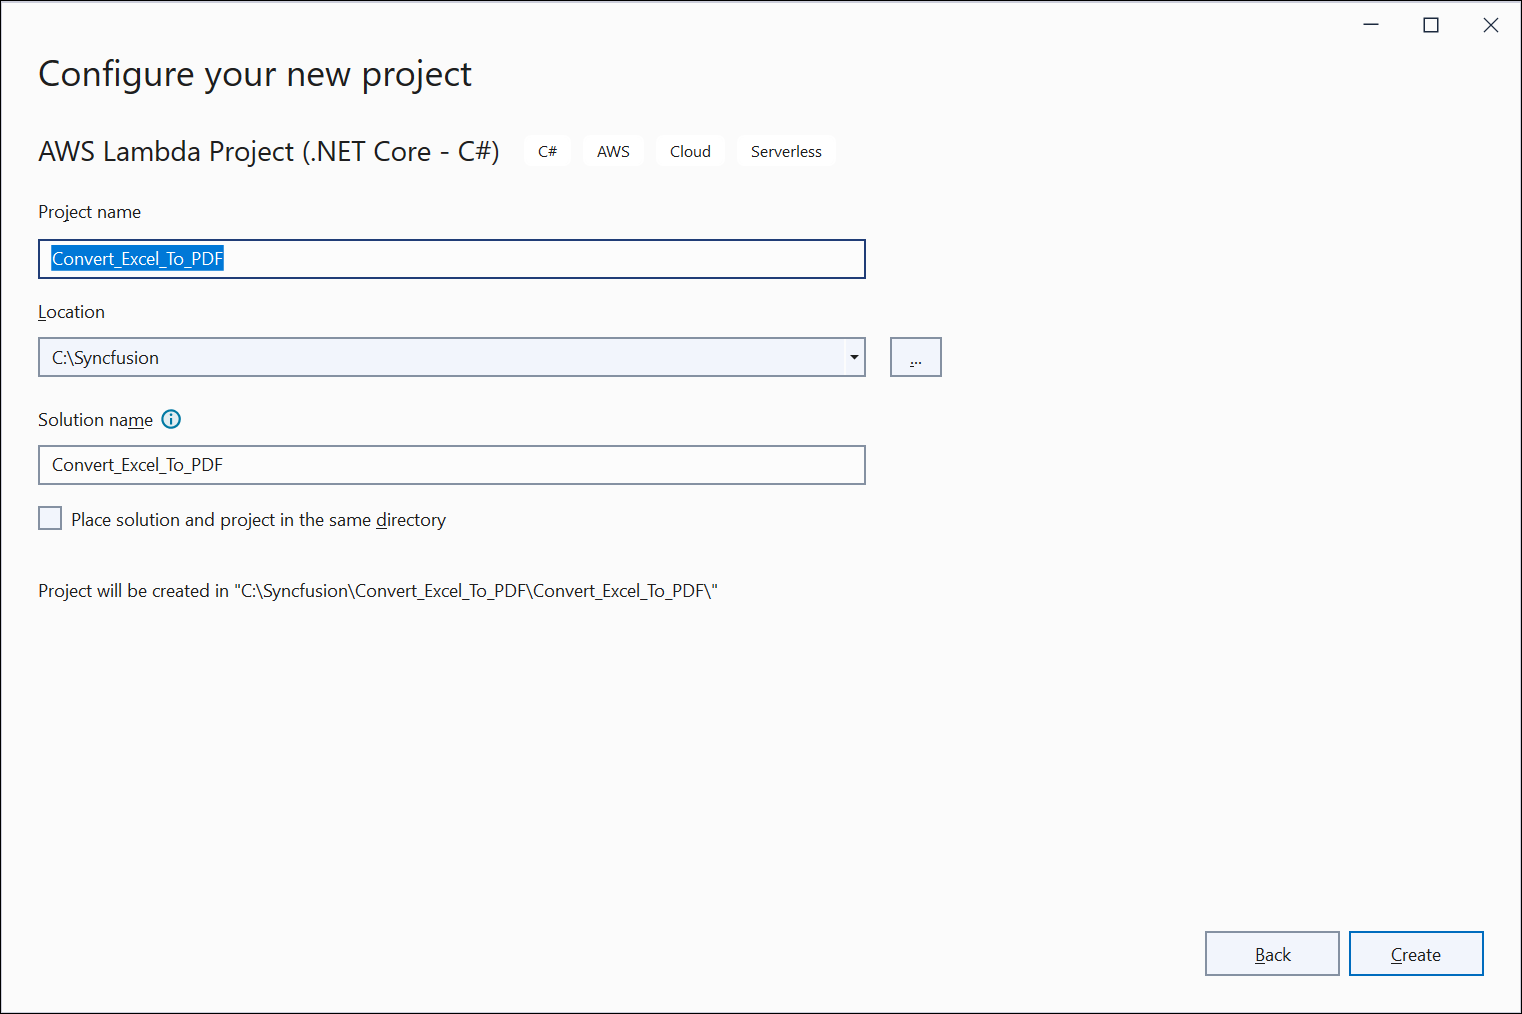 Configure your new project
AWS Lambda Project (.NET Core - C#) C# AWS Cloud Serverless
Project name
Convert_Excel_To_PDF
Location
C:\Syncfusion ...
Solution name
Convert_Excel_To_PDF
Place solution and project in the same directory
Project will be created in "C:\Syncfusion\Convert_Excel_To_PDF\Convert_Excel_To_PDF\"
Back Create